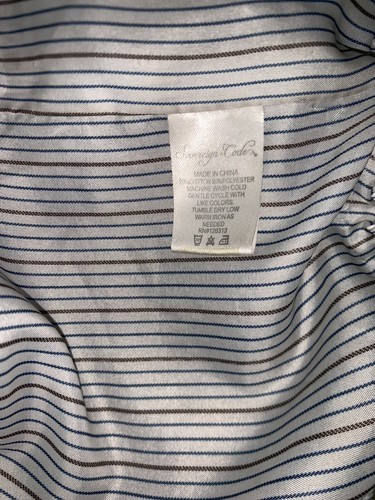 Sovereign Code
MADE IN CHINA
MACHINE WASH COLD
GENTLE CYCLE WITH
LIKE COLORS.
TUMBLE DRY LOW
WARM IRON AS
NEEDED